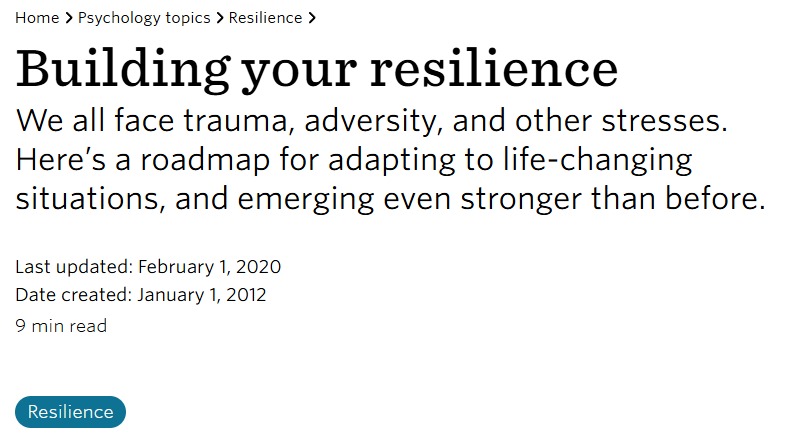 Home > Psychology topics > Resilience >
Building your resilience
We all face trauma, adversity, and other stresses.
Here’s a roadmap for adapting to life-changing
situations, and emerging even stronger than before.
Last updated: February 1, 2020
Date created: January 1, 2012
9 min read
Resilience